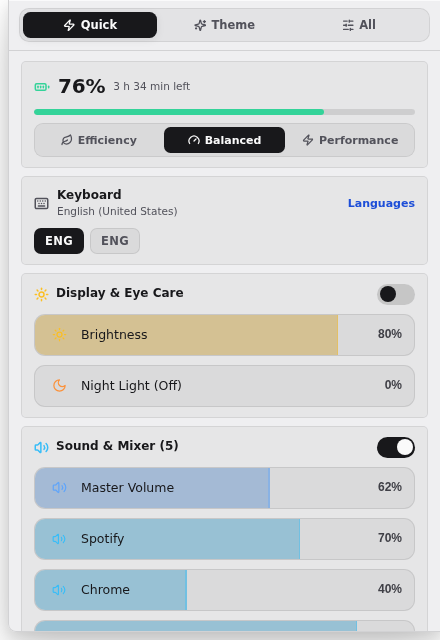 Quick Theme All
76% 3 h 34 min left
Efficiency Balanced Performance
Keyboard
English (United States)
Languages
ENG ENG
Display & Eye Care
Brightness 80%
Night Light (Off) 0%
Sound & Mixer (5)
Master Volume 62%
Spotify 70%
Chrome 40%